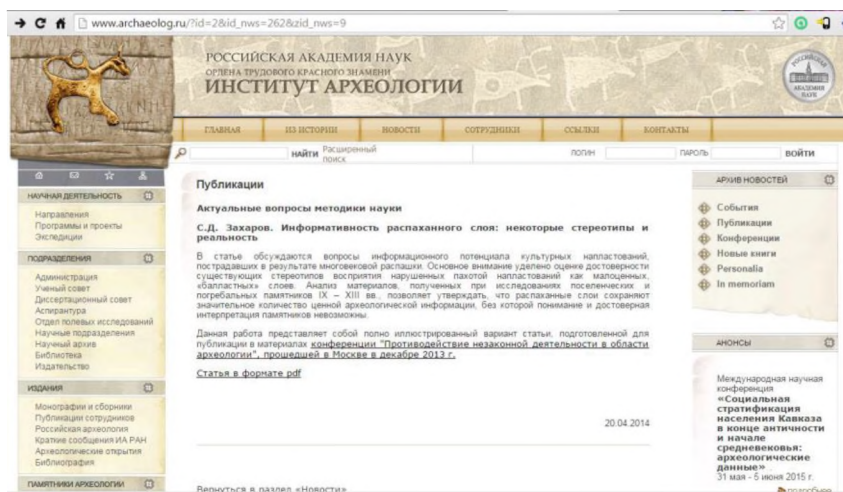 www.archaeolog.ru/?id=2&id_nws=262&zid_nws=9
РОССИЙСКАЯ АКАДЕМИЯ НАУК
ОРДЕНА ТРУДОВОГО КРАСНОГО ЗНАМЕНИ
ИНСТИТУТ АРХЕОЛОГИИ
РОССИЙСКАЯ
АКАДЕМИЯ
НАУК
ГЛАВНАЯ ИЗ ИСТОРИИ НОВОСТИ СОТРУДНИКИ ССЫЛКИ КОНТАКТЫ
НАЙТИ Расширенный
поиск
ЛОГИН ПАРОЛЬ ВОЙТИ
НАУЧНАЯ ДЕЯТЕЛЬНОСТЬ
Направления
Программы и проекты
Экспедиции
ПОДРАЗДЕЛЕНИЯ
Администрация
Ученый совет
Диссертационный совет
Аспирантура
Отдел полевых исследований
Научные подразделения
Научный архив
Библиотека
Издательство
ИЗДАНИЯ
Монографии и сборники
Публикации сотрудников
Российская археология
Краткие сообщения ИА РАН
Археологические открытия
Библиография
ПАМЯТНИКИ АРХЕОЛОГИИ
Публикации
Актуальные вопросы методики науки
С.Д. Захаров. Информативность распаханного слоя: некоторые стереотипы и
реальность
В статье обсуждаются вопросы информационного потенциала культурных напластований,
пострадавших в результате многовековой распашки. Основное внимание уделено оценке достоверности
существующих стереотипов восприятия нарушенных пахотой напластований как малоценных,
«балластных» слоев. Анализ материалов, полученных при исследованиях поселенческих и
погребальных памятников IX – XIII вв., позволяет утверждать, что распаханные слои сохраняют
значительное количество ценной археологической информации, без которой понимание и достоверная
интерпретация памятников невозможны.
Данная работа представляет собой полно иллюстрированный вариант статьи, подготовленной для
публикации в материалах конференции "Противодействие незаконной деятельности в области
археологии", прошедшей в Москве в декабре 2013 г.
Статья в формате pdf
20.04.2014
Вернуться в раздел «Новости»
АРХИВ НОВОСТЕЙ
События
Публикации
Конференции
Новые книги
Personalia
In memoriam
АНОНСЫ
Международная научная
конференция
«Социальная
стратификация
населения Кавказа
в конце античности
и начале
средневековья:
археологические
данные» .
31 мая - 5 июня 2015 г.
подробнее